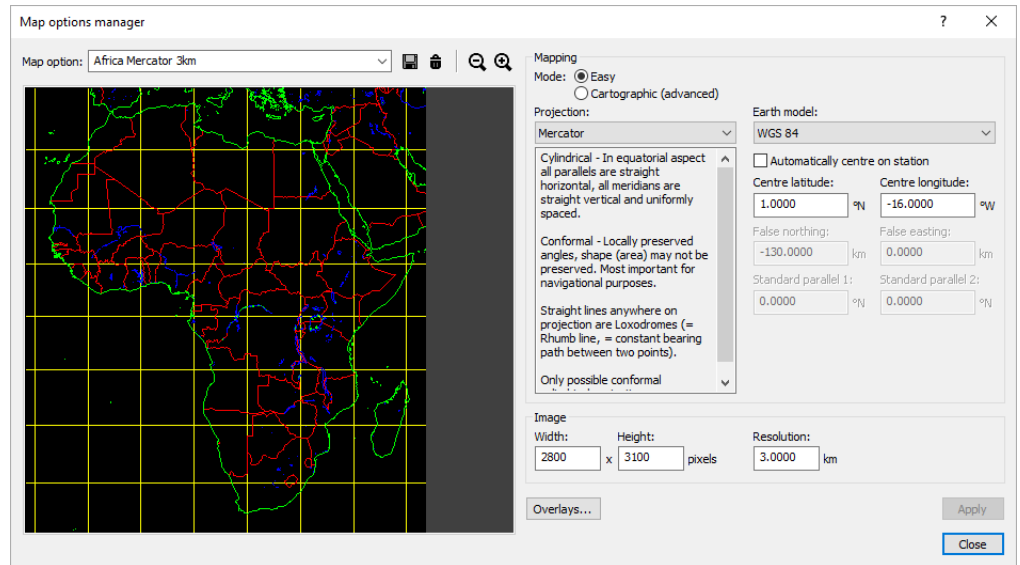 Map options manager
?
Map option: Africa Mercator 3km
Mapping
Mode: Easy
Cartographic (advanced)
Projection:
Mercator
Cylindrical - In equatorial aspect
all parallels are straight
horizontal, all meridians are
straight vertical and uniformly
spaced.
Conformal - Locally preserved
angles, shape (area) may not be
preserved. Most important for
navigational purposes.
Straight lines anywhere on
projection are Loxodromes (=
Rhumb line, = constant bearing
path between two points).
Only possible conformal
Earth model:
WGS 84
Automatically centre on station
Centre latitude: Centre longitude:
1.0000 °N -16.0000 °W
False northing: False easting:
-130.0000 km 0.0000 km
Standard parallel 1: Standard parallel 2:
0.0000 °N 0.0000 °N
Image
Width: Height: Resolution:
2800 x 3100 pixels 3.0000 km
Overlays... Apply
Close